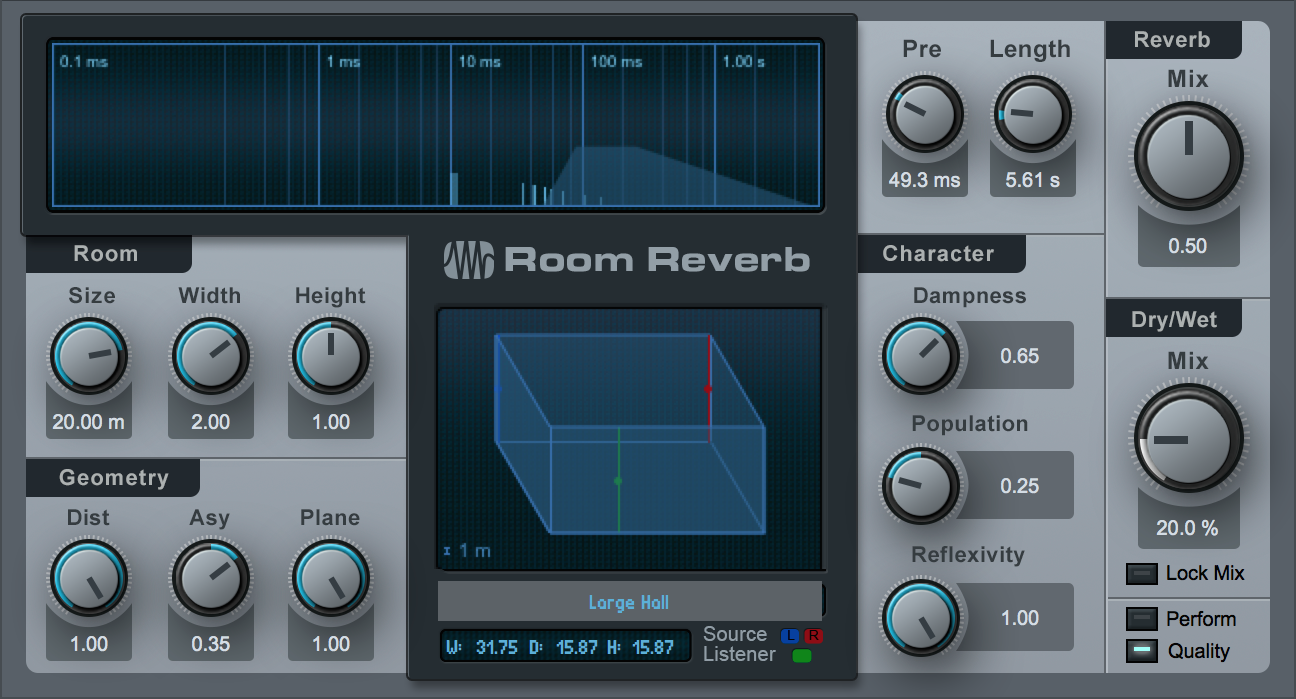 0.1 ms 1 ms 10 ms 100 ms 1.00 s
Pre Length
49.3 ms 5.61 s
Reverb
Mix
0.50
Room
Size Width Height
20.00 m 2.00 1.00
Geometry
Dist Asy Plane
1.00 0.35 1.00
Room Reverb
1 m
Large Hall
W: 31.75 D: 15.87 H: 15.87
Source L R
Listener
Character
Dampness
0.65
Population
0.25
Reflexivity
1.00
Dry/Wet
Mix
20.0 %
Lock Mix
Perform
Quality